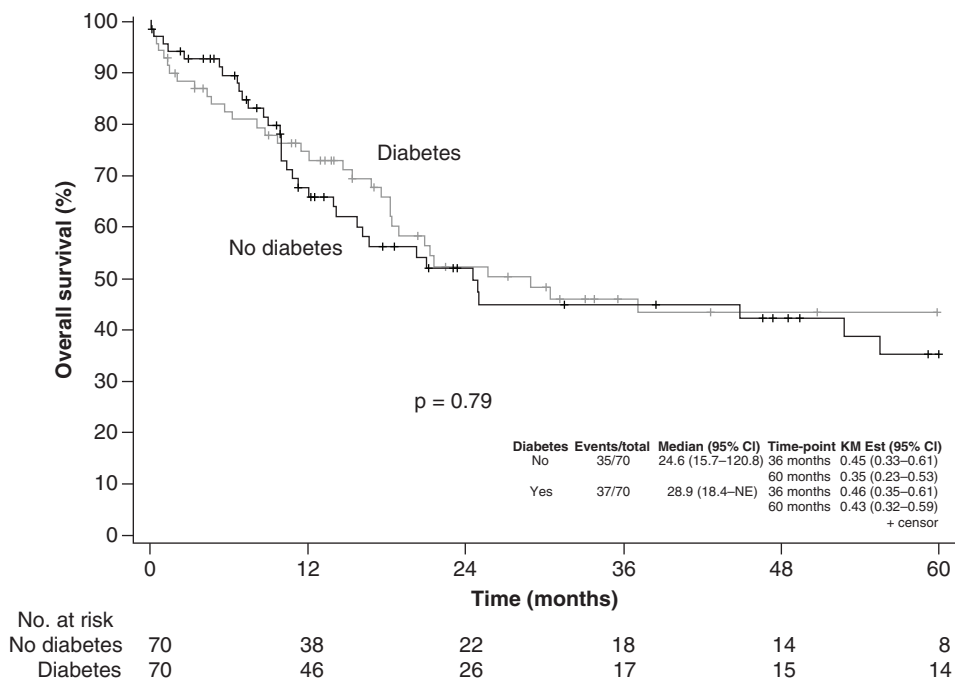 100
90
80
70
60
50
40
30
20
10
0
Overall survival (%)
Diabetes
No diabetes
p = 0.79
Diabetes Events/total Median (95% CI) Time-point KM Est (95% CI)
No 35/70 24.6 (15.7–120.8) 36 months 0.45 (0.33–0.61)
60 months 0.35 (0.23–0.53)
Yes 37/70 28.9 (18.4–NE) 36 months 0.46 (0.35–0.61)
60 months 0.43 (0.32–0.59)
+ censor
0 12 24 36 48 60
Time (months)
No. at risk
No diabetes 70 38 22 18 14 8
Diabetes 70 46 26 17 15 14